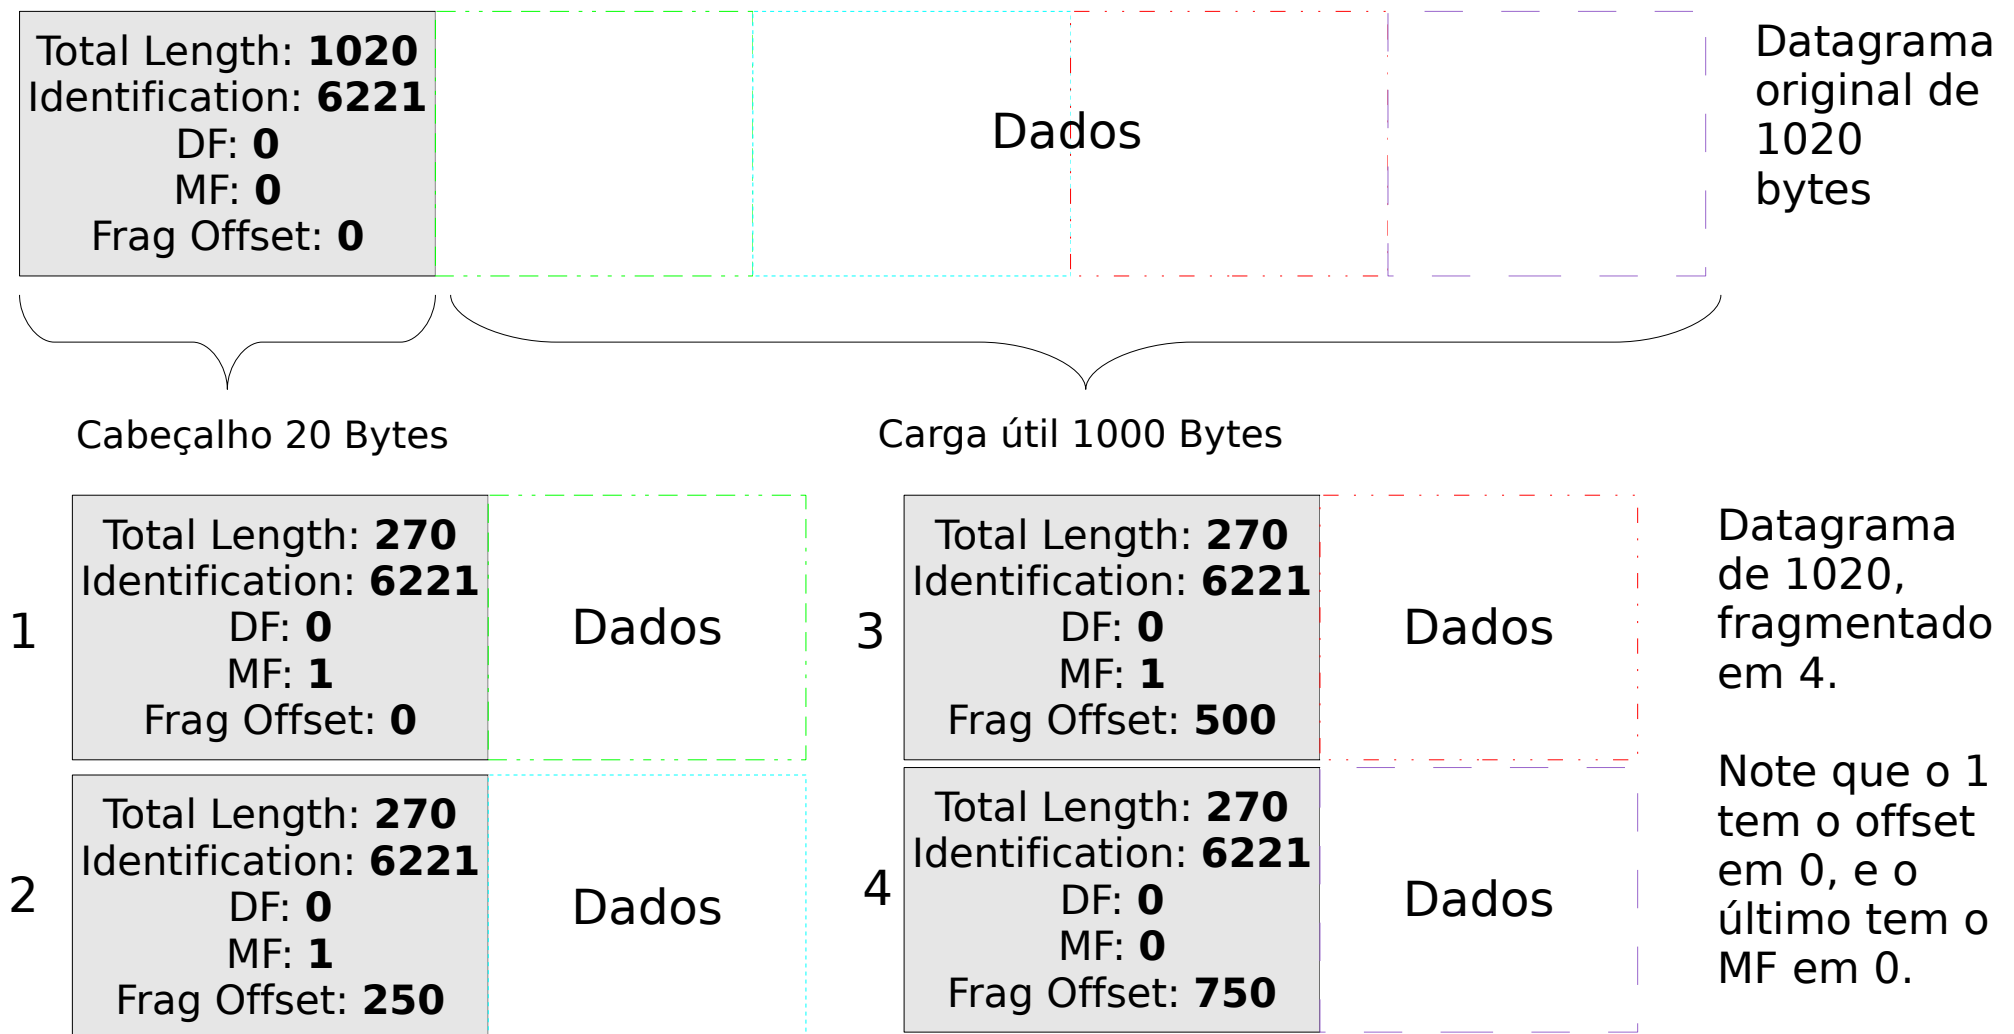 Total Length: 1020
Identification: 6221
DF: 0
MF: 0
Frag Offset: 0
Dados
Datagrama
original de
1020
bytes
Cabeçalho 20 Bytes
Carga útil 1000 Bytes
1
Total Length: 270
Identification: 6221
DF: 0
MF: 1
Frag Offset: 0
Dados
2
Total Length: 270
Identification: 6221
DF: 0
MF: 1
Frag Offset: 250
Dados
3
Total Length: 270
Identification: 6221
DF: 0
MF: 1
Frag Offset: 500
Dados
4
Total Length: 270
Identification: 6221
DF: 0
MF: 0
Frag Offset: 750
Dados
Datagrama
de 1020,
fragmentado
em 4.
Note que o 1
tem o offset
em 0, e o
último tem o
MF em 0.